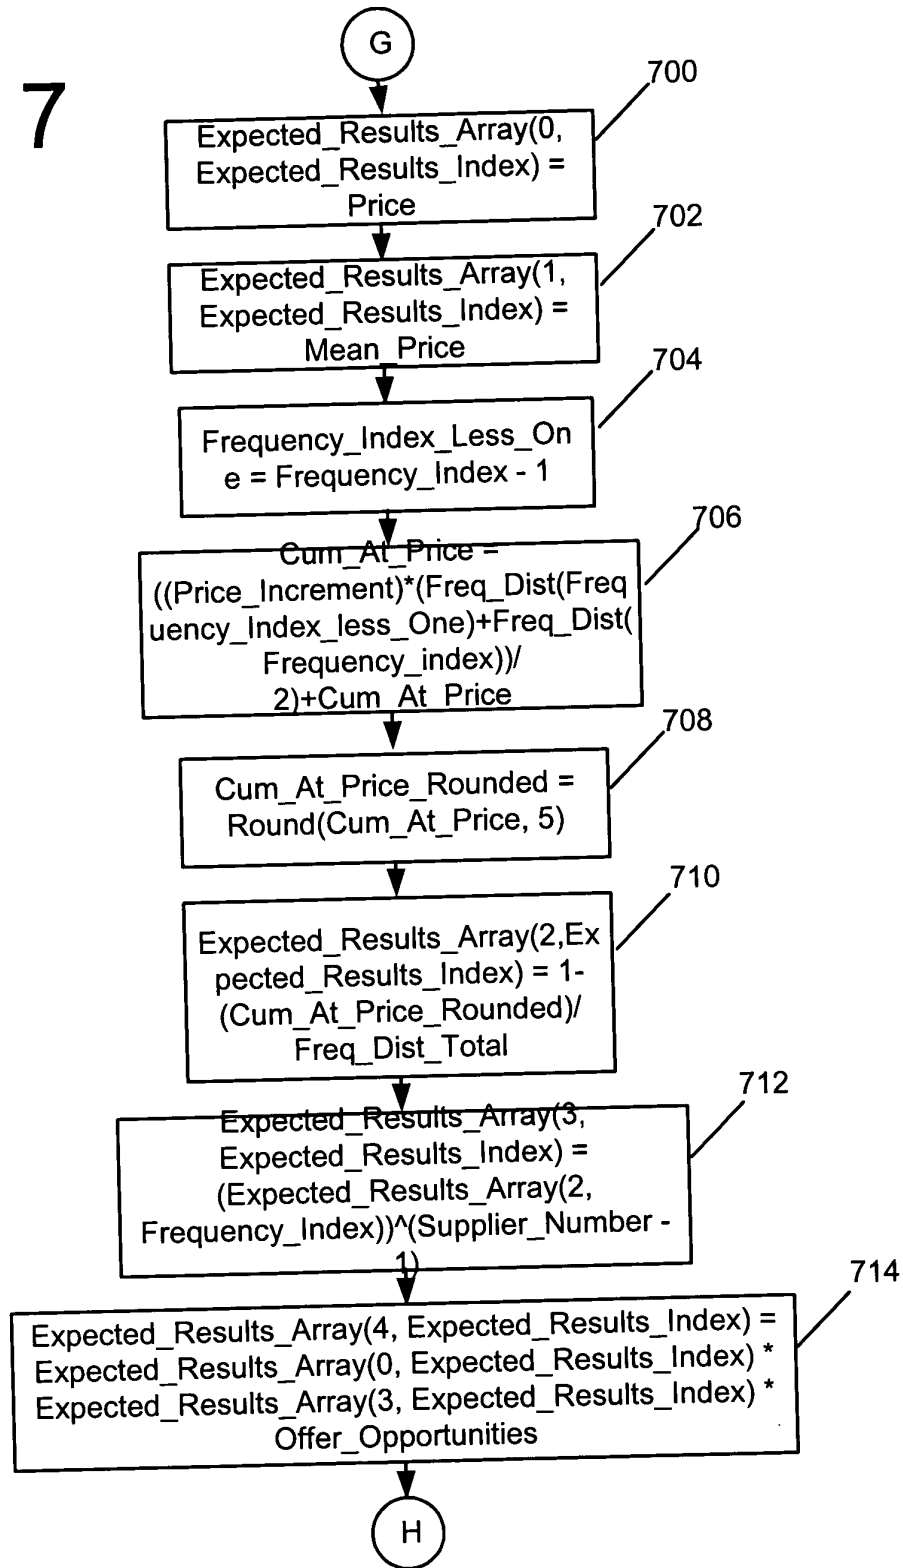 G
7
700
Expected_Results_Array(0,
Expected_Results_Index) =
Price
702
Expected_Results_Array(1,
Expected_Results_Index) =
Mean_Price
704
Frequency_Index_Less_On
e = Frequency_Index - 1
706
Cum_At_Price =
((Price_Increment)*(Freq_Dist(Freq
uency_Index_less_One)+Freq_Dist(
Frequency_index))/
2)+Cum_At_Price
708
Cum_At_Price_Rounded =
Round(Cum_At_Price, 5)
710
Expected_Results_Array(2,Ex
pected_Results_Index) = 1-
(Cum_At_Price_Rounded)/
Freq_Dist_Total
712
Expected_Results_Array(3,
Expected_Results_Index) =
(Expected_Results_Array(2,
Frequency_Index))^(Supplier_Number -
1)
714
Expected_Results_Array(4, Expected_Results_Index) =
Expected_Results_Array(0, Expected_Results_Index) *
Expected_Results_Array(3, Expected_Results_Index) *
Offer_Opportunities
H